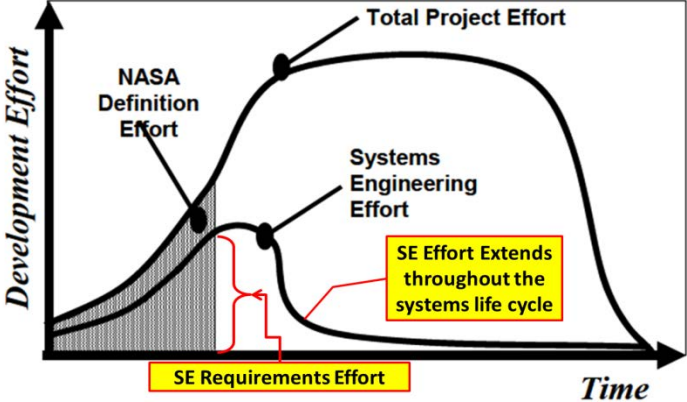 Total Project Effort
NASA
Definition
Effort
Systems
Engineering
Effort
SE Effort Extends
throughout the
systems life cycle
SE Requirements Effort
Development Effort
Time